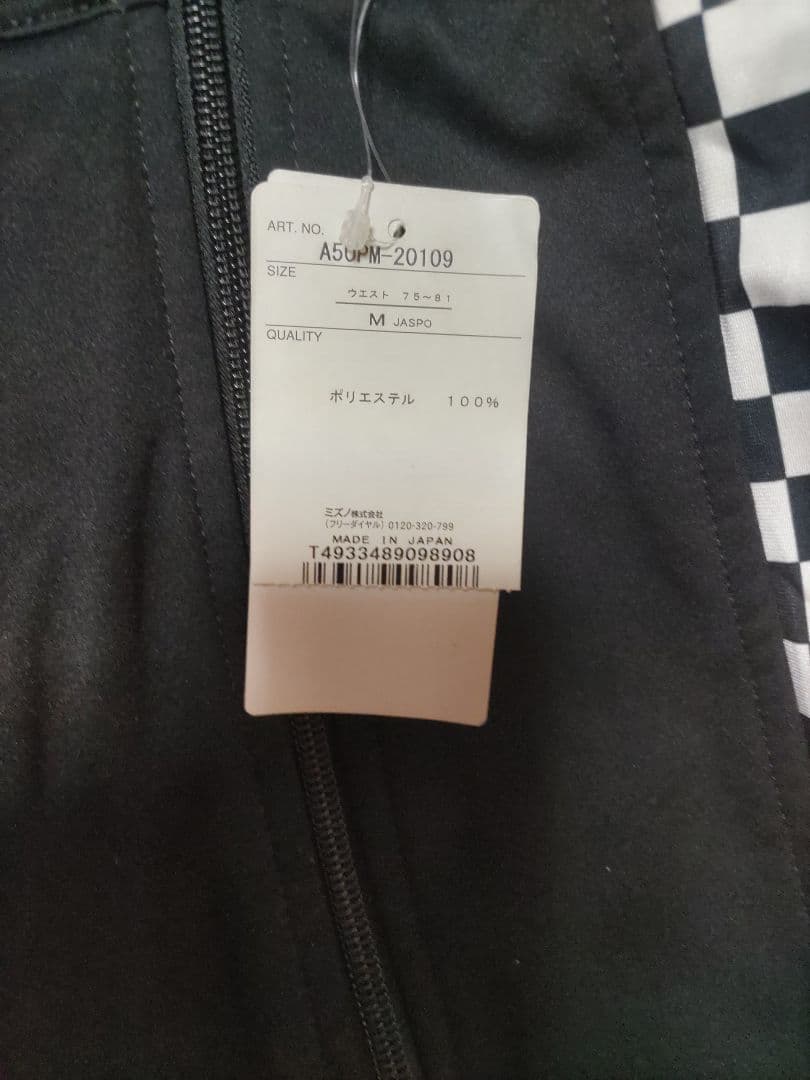 ART. NO.
A50PM-20109
SIZE
ウエスト 75~81
M JASPO
QUALITY
ポリエステル 100%
ミズノ株式会社
(フリーダイヤル) 0120-320-799
MADE IN JAPAN
T4933489098908